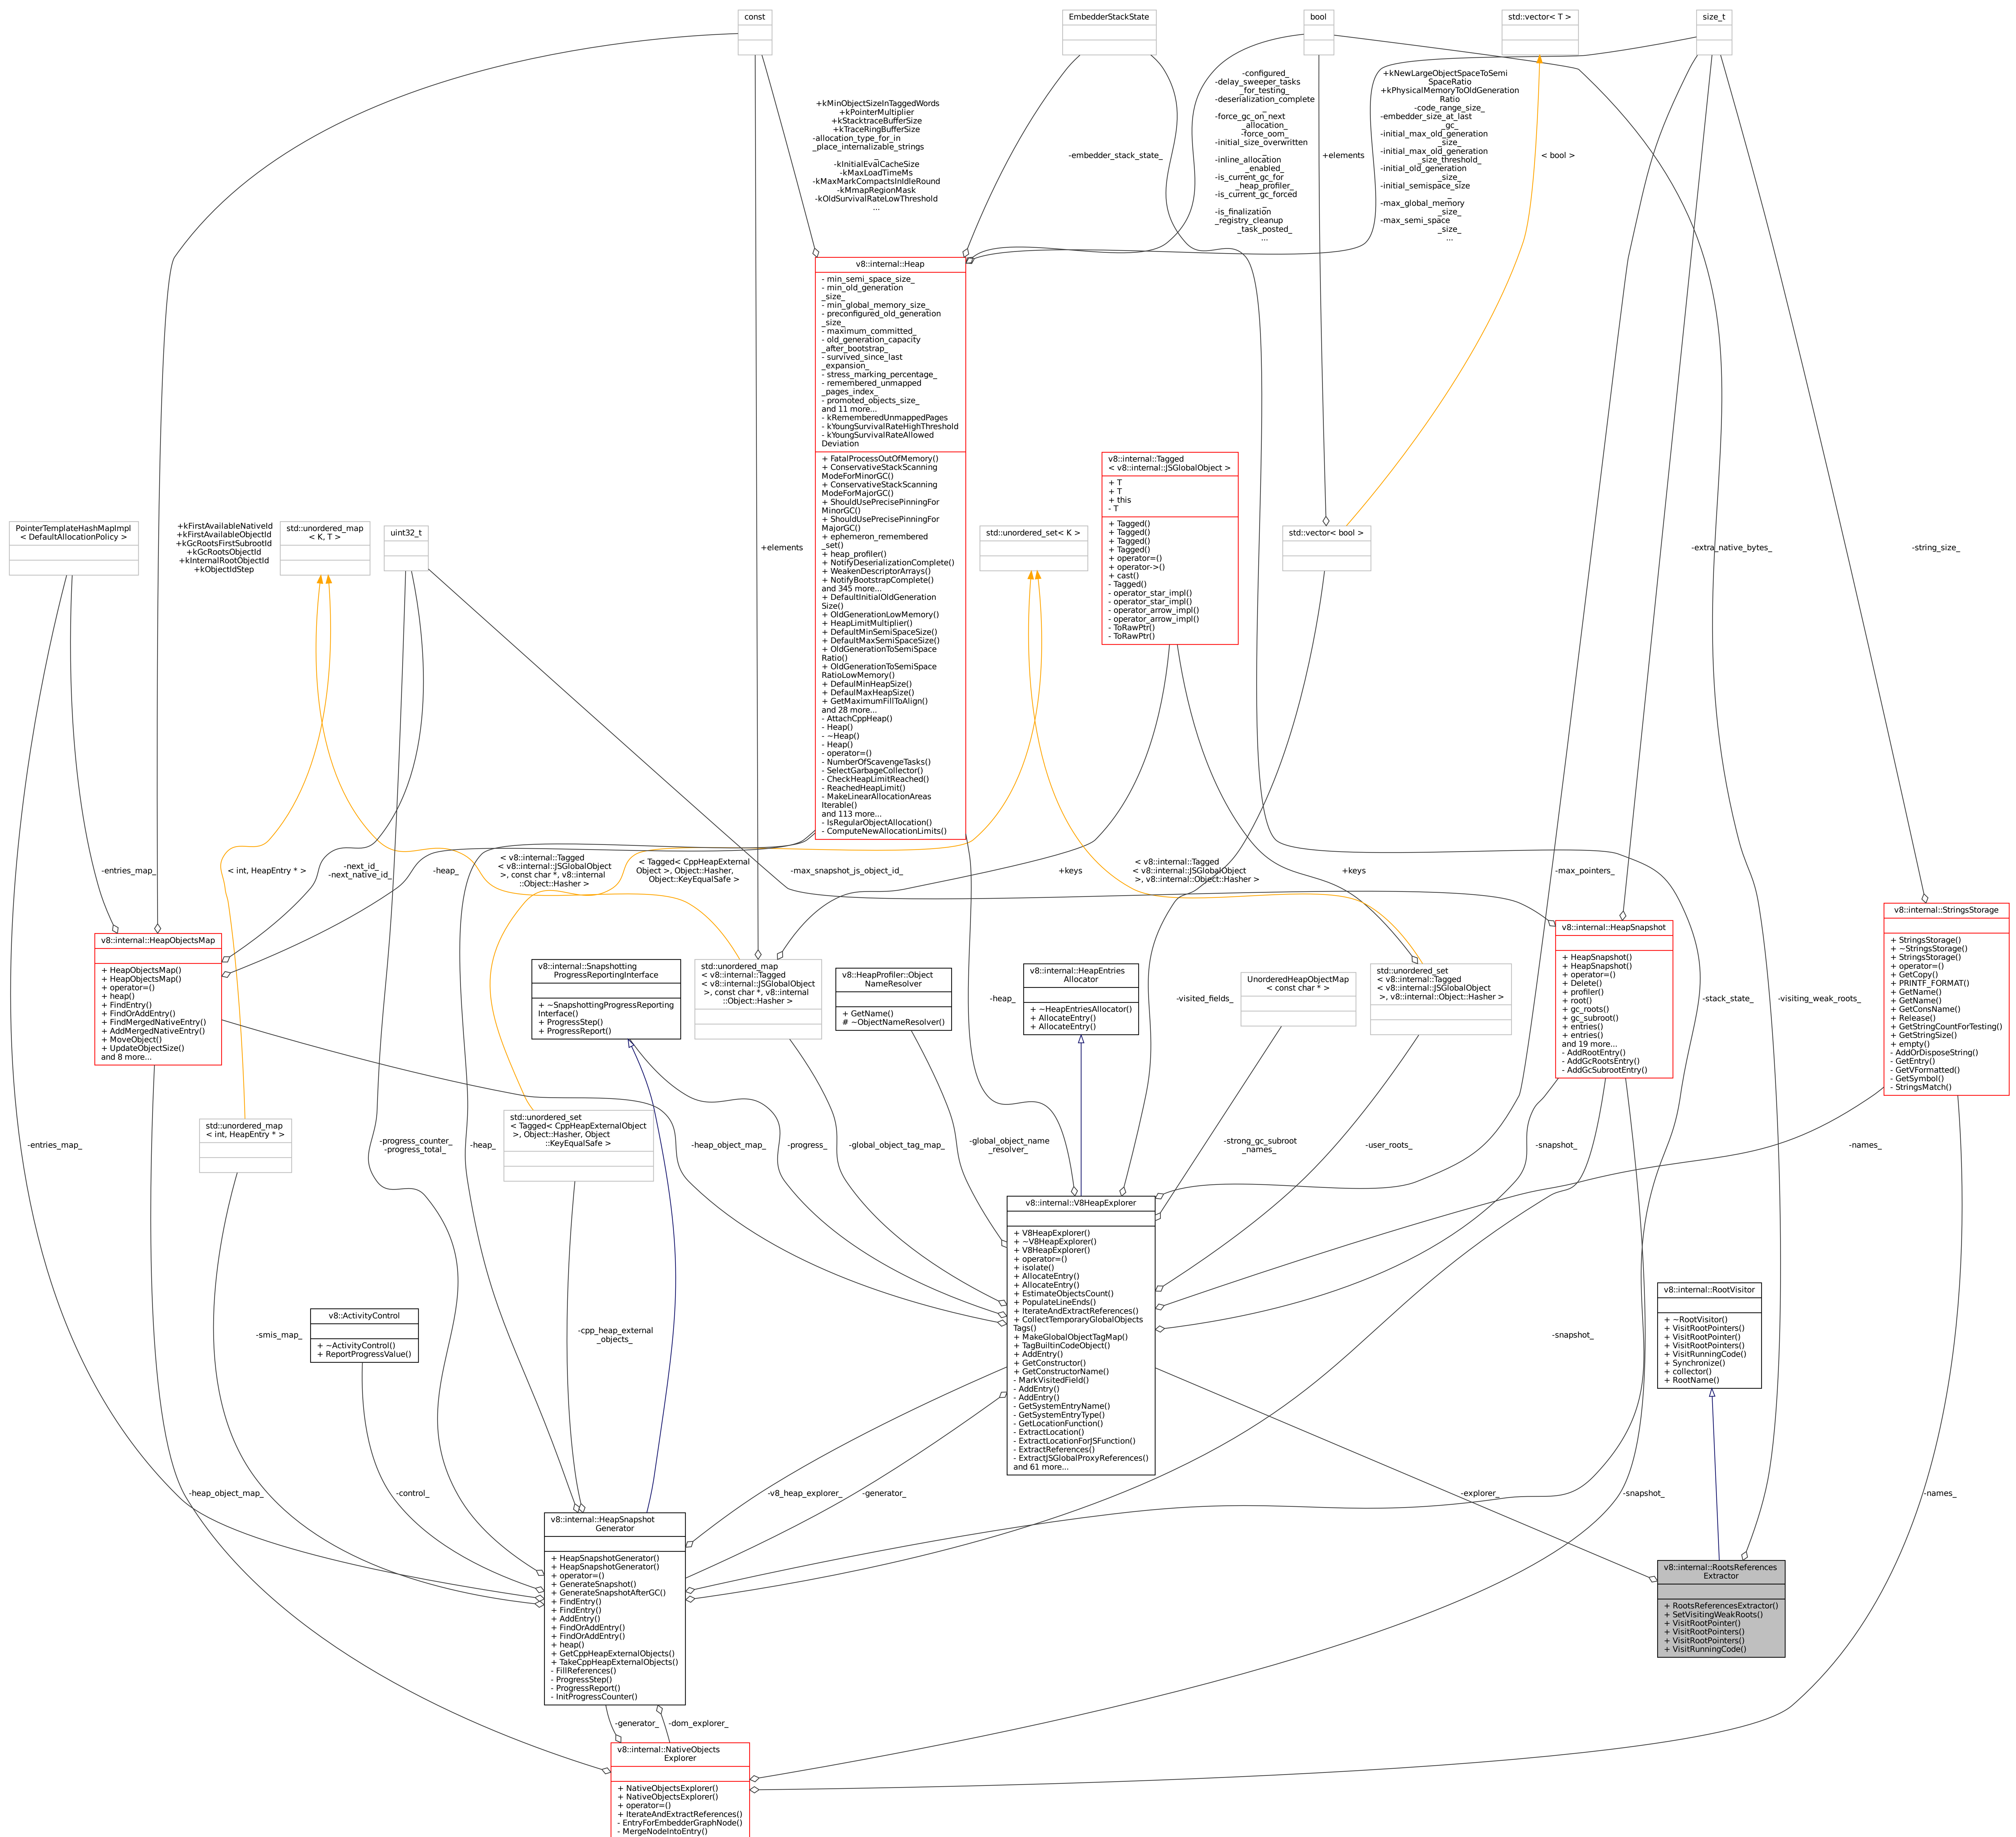 const
EmbedderStackState
bool
std::vector< T >
size_t
+kMinObjectSizeInTaggedWords
+kPointerMultiplier
+kStacktraceBufferSize
+kTraceRingBufferSize
-allocation_type_for_in
_place_internalizable_strings
_
-kInitialEvalCacheSize
-kMaxLoadTimeMs
-kMaxMarkCompactsInIdleRound
-kMmapRegionMask
-kOldSurvivalRateLowThreshold
...
-embedder_stack_state_
-configured_
-delay_sweeper_tasks
_for_testing_
-deserialization_complete
_
-force_gc_on_next
_allocation_
-force_oom_
-initial_size_overwritten
_
-inline_allocation
_enabled_
-is_current_gc_for
_heap_profiler_
-is_current_gc_forced
_
-is_finalization
_registry_cleanup
_task_posted_
...
+elements
+kNewLargeObjectSpaceToSemi
SpaceRatio
+kPhysicalMemoryToOldGeneration
Ratio
-code_range_size_
-embedder_size_at_last
_gc_
-initial_max_old_generation
_size_
-initial_max_old_generation
_size_threshold_
-initial_old_generation
_size_
-initial_semispace_size
_
-max_global_memory
_size_
-max_semi_space
_size_
...
< bool >
v8::internal::Heap
- min_semi_space_size_
- min_old_generation
_size_
- min_global_memory_size_
- preconfigured_old_generation
_size_
- maximum_committed_
- old_generation_capacity
_after_bootstrap_
- survived_since_last
_expansion_
- stress_marking_percentage_
- remembered_unmapped
_pages_index_
- promoted_objects_size_
and 11 more...
- kRememberedUnmappedPages
- kYoungSurvivalRateHighThreshold
- kYoungSurvivalRateAllowed
Deviation
+ FatalProcessOutOfMemory()
+ ConservativeStackScanning
ModeForMinorGC()
+ ConservativeStackScanning
ModeForMajorGC()
+ ShouldUsePrecisePinningFor
MinorGC()
+ ShouldUsePrecisePinningFor
MajorGC()
+ ephemeron_remembered
_set()
+ heap_profiler()
+ NotifyDeserializationComplete()
+ WeakenDescriptorArrays()
+ NotifyBootstrapComplete()
and 345 more...
+ DefaultInitialOldGeneration
Size()
+ OldGenerationLowMemory()
+ HeapLimitMultiplier()
+ DefaultMinSemiSpaceSize()
+ DefaultMaxSemiSpaceSize()
+ OldGenerationToSemiSpace
Ratio()
+ OldGenerationToSemiSpace
RatioLowMemory()
+ DefaulMinHeapSize()
+ DefaulMaxHeapSize()
+ GetMaximumFillToAlign()
and 28 more...
- AttachCppHeap()
- Heap()
- ~Heap()
- Heap()
- operator=()
- NumberOfScavengeTasks()
- SelectGarbageCollector()
- CheckHeapLimitReached()
- ReachedHeapLimit()
- MakeLinearAllocationAreas
Iterable()
and 113 more...
- IsRegularObjectAllocation()
- ComputeNewAllocationLimits()
v8::internal::Tagged
< v8::internal::JSGlobalObject >
+ T
+ T
+ this
- T
+ Tagged()
+ Tagged()
+ Tagged()
+ Tagged()
+ operator=()
+ operator->()
+ cast()
- Tagged()
- operator_star_impl()
- operator_star_impl()
- operator_arrow_impl()
- operator_arrow_impl()
- ToRawPtr()
- ToRawPtr()
PointerTemplateHashMapImpl
< DefaultAllocationPolicy >
+kFirstAvailableNativeId
+kFirstAvailableObjectId
+kGcRootsFirstSubrootId
+kGcRootsObjectId
+kInternalRootObjectId
+kObjectIdStep
std::unordered_map
< K, T >
uint32_t
+elements
std::unordered_set< K >
std::vector< bool >
-extra_native_bytes_
-string_size_
-entries_map_
< int, HeapEntry * >
-next_id_
-next_native_id_
-heap_
< v8::internal::Tagged
< v8::internal::JSGlobalObject
>, const char *, v8::internal
::Object::Hasher >
< Tagged< CppHeapExternal
Object >, Object::Hasher,
Object::KeyEqualSafe >
-max_snapshot_js_object_id_
+keys
< v8::internal::Tagged
< v8::internal::JSGlobalObject
>, v8::internal::Object::Hasher >
+keys
-max_pointers_
v8::internal::HeapObjectsMap
+ HeapObjectsMap()
+ HeapObjectsMap()
+ operator=()
+ heap()
+ FindEntry()
+ FindOrAddEntry()
+ FindMergedNativeEntry()
+ AddMergedNativeEntry()
+ MoveObject()
+ UpdateObjectSize()
and 8 more...
v8::internal::Snapshotting
ProgressReportingInterface
+ ~SnapshottingProgressReporting
Interface()
+ ProgressStep()
+ ProgressReport()
std::unordered_map
< v8::internal::Tagged
< v8::internal::JSGlobalObject
>, const char *, v8::internal
::Object::Hasher >
v8::HeapProfiler::Object
NameResolver
+ GetName()
# ~ObjectNameResolver()
-heap_
v8::internal::HeapEntries
Allocator
+ ~HeapEntriesAllocator()
+ AllocateEntry()
+ AllocateEntry()
-visited_fields_
UnorderedHeapObjectMap
< const char * >
std::unordered_set
< v8::internal::Tagged
< v8::internal::JSGlobalObject
>, v8::internal::Object::Hasher >
v8::internal::HeapSnapshot
+ HeapSnapshot()
+ HeapSnapshot()
+ operator=()
+ Delete()
+ profiler()
+ root()
+ gc_roots()
+ gc_subroot()
+ entries()
+ entries()
and 19 more...
- AddRootEntry()
- AddGcRootsEntry()
- AddGcSubrootEntry()
-stack_state_
-visiting_weak_roots_
v8::internal::StringsStorage
+ StringsStorage()
+ ~StringsStorage()
+ StringsStorage()
+ operator=()
+ GetCopy()
+ PRINTF_FORMAT()
+ GetName()
+ GetName()
+ GetConsName()
+ Release()
+ GetStringCountForTesting()
+ GetStringSize()
+ empty()
- AddOrDisposeString()
- GetEntry()
- GetVFormatted()
- GetSymbol()
- StringsMatch()
-entries_map_
std::unordered_map
< int, HeapEntry * >
-progress_counter_
-progress_total_
-heap_
std::unordered_set
< Tagged< CppHeapExternalObject
>, Object::Hasher, Object
::KeyEqualSafe >
-heap_object_map_
-progress_
-global_object_tag_map_
-global_object_name
_resolver_
-strong_gc_subroot
_names_
-user_roots_
-snapshot_
-names_
v8::internal::V8HeapExplorer
+ V8HeapExplorer()
+ ~V8HeapExplorer()
+ V8HeapExplorer()
+ operator=()
+ isolate()
+ AllocateEntry()
+ AllocateEntry()
+ EstimateObjectsCount()
+ PopulateLineEnds()
+ IterateAndExtractReferences()
+ CollectTemporaryGlobalObjects
Tags()
+ MakeGlobalObjectTagMap()
+ TagBuiltinCodeObject()
+ AddEntry()
+ GetConstructor()
+ GetConstructorName()
- MarkVisitedField()
- AddEntry()
- AddEntry()
- GetSystemEntryName()
- GetSystemEntryType()
- GetLocationFunction()
- ExtractLocation()
- ExtractLocationForJSFunction()
- ExtractReferences()
- ExtractJSGlobalProxyReferences()
and 61 more...
-smis_map_
v8::ActivityControl
+ ~ActivityControl()
+ ReportProgressValue()
-cpp_heap_external
_objects_
-snapshot_
v8::internal::RootVisitor
+ ~RootVisitor()
+ VisitRootPointers()
+ VisitRootPointer()
+ VisitRootPointers()
+ VisitRunningCode()
+ Synchronize()
+ collector()
+ RootName()
-heap_object_map_
-control_
-v8_heap_explorer_
-generator_
-explorer_
-snapshot_
-names_
v8::internal::HeapSnapshot
Generator
+ HeapSnapshotGenerator()
+ HeapSnapshotGenerator()
+ operator=()
+ GenerateSnapshot()
+ GenerateSnapshotAfterGC()
+ FindEntry()
+ FindEntry()
+ AddEntry()
+ FindOrAddEntry()
+ FindOrAddEntry()
+ heap()
+ GetCppHeapExternalObjects()
+ TakeCppHeapExternalObjects()
- FillReferences()
- ProgressStep()
- ProgressReport()
- InitProgressCounter()
v8::internal::RootsReferences
Extractor
+ RootsReferencesExtractor()
+ SetVisitingWeakRoots()
+ VisitRootPointer()
+ VisitRootPointers()
+ VisitRootPointers()
+ VisitRunningCode()
-generator_
-dom_explorer_
v8::internal::NativeObjects
Explorer
+ NativeObjectsExplorer()
+ NativeObjectsExplorer()
+ operator=()
+ IterateAndExtractReferences()
- EntryForEmbedderGraphNode()
- MergeNodeIntoEntry()